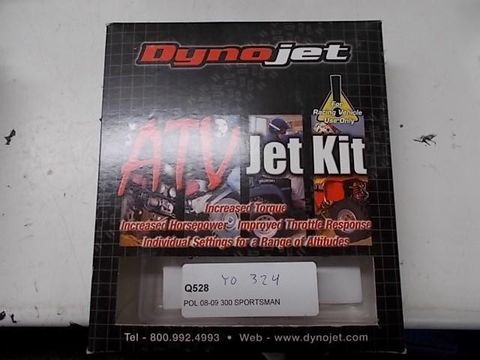 Dynojet
For
Racing Vehicle
Use Only
ATV Jet Kit
Increased Torque
Increased Horsepower • Improved Throttle Response
Individual Settings for a Range of Altitudes
Q528 YO 324
POL 08-09 300 SPORTSMAN
Tel - 800.992.4993 • Web - www.dynojet.com